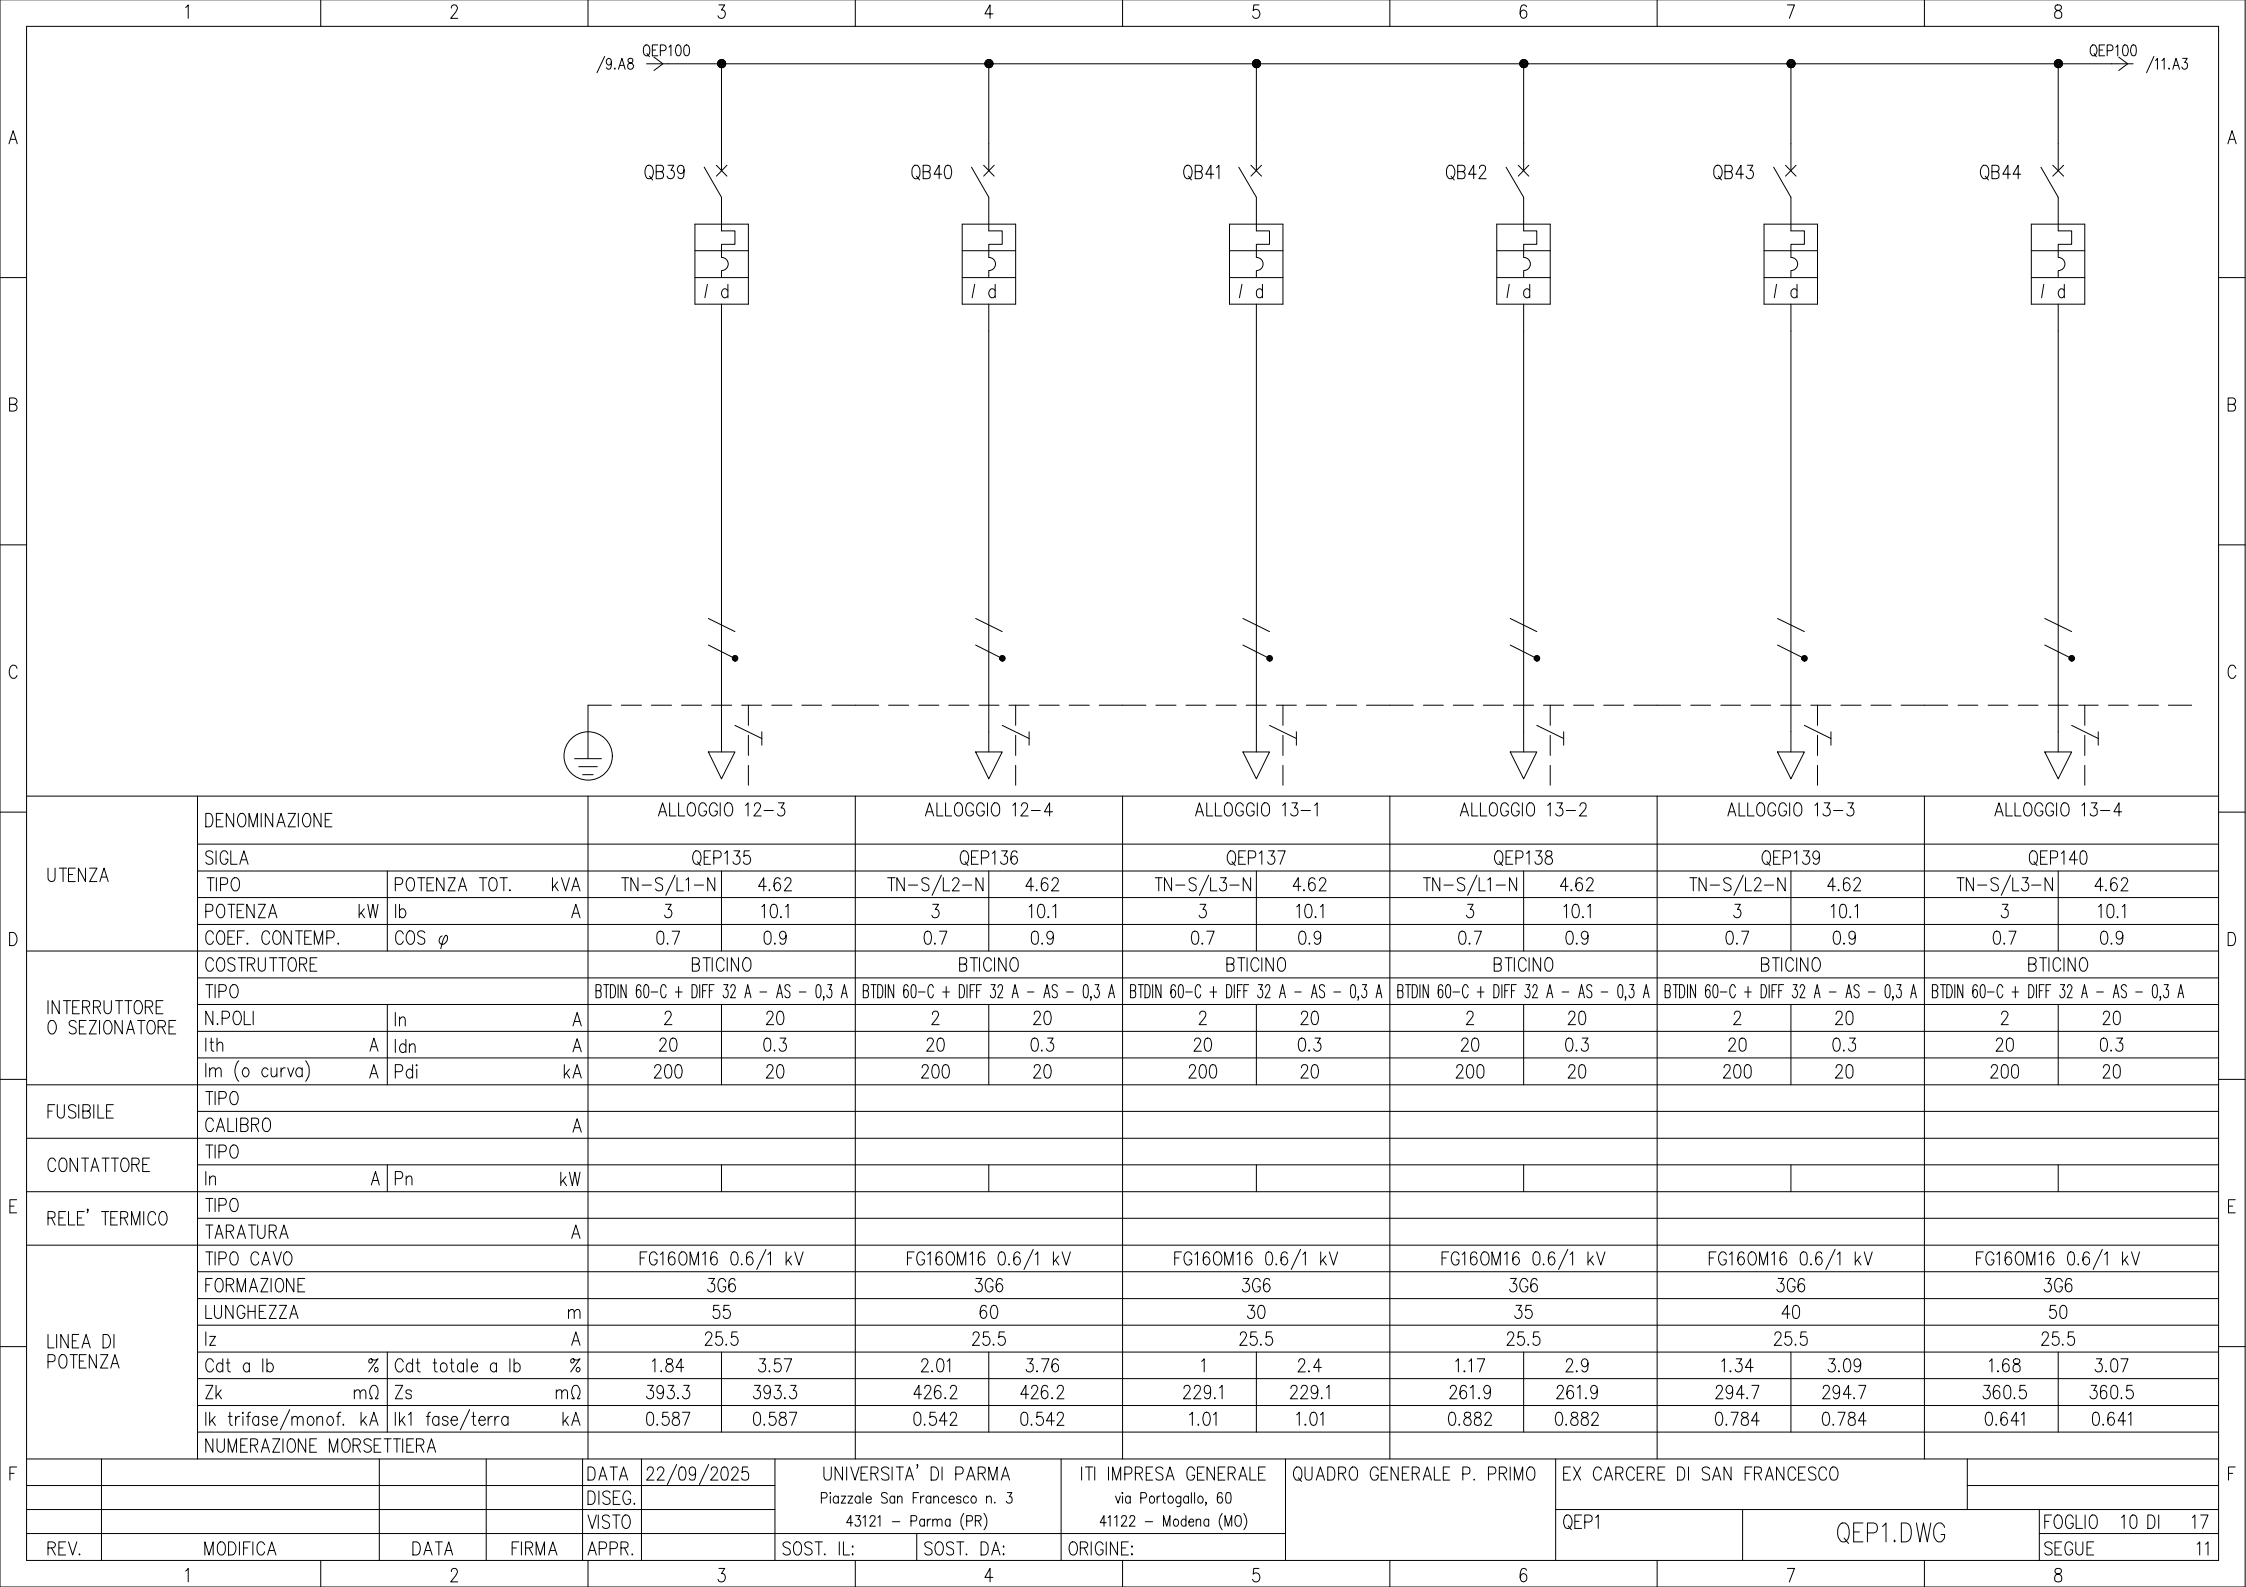 1 2 3 4 5 6 7 8
QEP100 QEP100
/9.A8 /11.A3
A A
QB39 QB40 QB41 QB42 QB43 QB44
I d I d I d I d I d I d
B B
C C
DENOMINAZIONE ALLOGGIO 12-3 ALLOGGIO 12-4 ALLOGGIO 13-1 ALLOGGIO 13-2 ALLOGGIO 13-3 ALLOGGIO 13-4
UTENZA
SIGLA QEP135 QEP136 QEP137 QEP138 QEP139 QEP140
TIPO POTENZA TOT. kVA TN-S/L1-N 4.62 TN-S/L2-N 4.62 TN-S/L3-N 4.62 TN-S/L1-N 4.62 TN-S/L2-N 4.62 TN-S/L3-N 4.62
POTENZA kW Ib A 3 10.1 3 10.1 3 10.1 3 10.1 3 10.1 3 10.1
D COEF. CONTEMP. COS φ 0.7 0.9 0.7 0.9 0.7 0.9 0.7 0.9 0.7 0.9 0.7 0.9 D
INTERRUTTORE
O SEZIONATORE
COSTRUTTORE BTICINO BTICINO BTICINO BTICINO BTICINO BTICINO
TIPO BTDIN 60-C + DIFF 32 A - AS - 0,3 A BTDIN 60-C + DIFF 32 A - AS - 0,3 A BTDIN 60-C + DIFF 32 A - AS - 0,3 A BTDIN 60-C + DIFF 32 A - AS - 0,3 A BTDIN 60-C + DIFF 32 A - AS - 0,3 A BTDIN 60-C + DIFF 32 A - AS - 0,3 A
N.POLI In A 2 20 2 20 2 20 2 20 2 20 2 20
Ith A Idn A 20 0.3 20 0.3 20 0.3 20 0.3 20 0.3 20 0.3
Im (o curva) A Pdi kA 200 20 200 20 200 20 200 20 200 20 200 20
FUSIBILE
TIPO
CALIBRO A
CONTATTORE
TIPO
In A Pn kW
E E
RELE' TERMICO
TIPO
TARATURA A
LINEA DI
POTENZA
TIPO CAVO FG16OM16 0.6/1 kV FG16OM16 0.6/1 kV FG16OM16 0.6/1 kV FG16OM16 0.6/1 kV FG16OM16 0.6/1 kV FG16OM16 0.6/1 kV
FORMAZIONE 3G6 3G6 3G6 3G6 3G6 3G6
LUNGHEZZA m 55 60 30 35 40 50
Iz A 25.5 25.5 25.5 25.5 25.5 25.5
Cdt a Ib % Cdt totale a Ib % 1.84 3.57 2.01 3.76 1 2.4 1.17 2.9 1.34 3.09 1.68 3.07
Zk mΩ Zs mΩ 393.3 393.3 426.2 426.2 229.1 229.1 261.9 261.9 294.7 294.7 360.5 360.5
Ik trifase/monof. kA Ik1 fase/terra kA 0.587 0.587 0.542 0.542 1.01 1.01 0.882 0.882 0.784 0.784 0.641 0.641
NUMERAZIONE MORSETTIERA
F DATA 22/09/2025 UNIVERSITA' DI PARMA ITI IMPRESA GENERALE QUADRO GENERALE P. PRIMO EX CARCERE DI SAN FRANCESCO F
DISEG. Piazzale San Francesco n. 3 via Portogallo, 60
VISTO 43121 - Parma (PR) 41122 - Modena (MO) QEP1 QEP1.DWG FOGLIO 10 DI 17
REV. MODIFICA DATA FIRMA APPR. SOST. IL: SOST. DA: ORIGINE: SEGUE 11
1 2 3 4 5 6 7 8